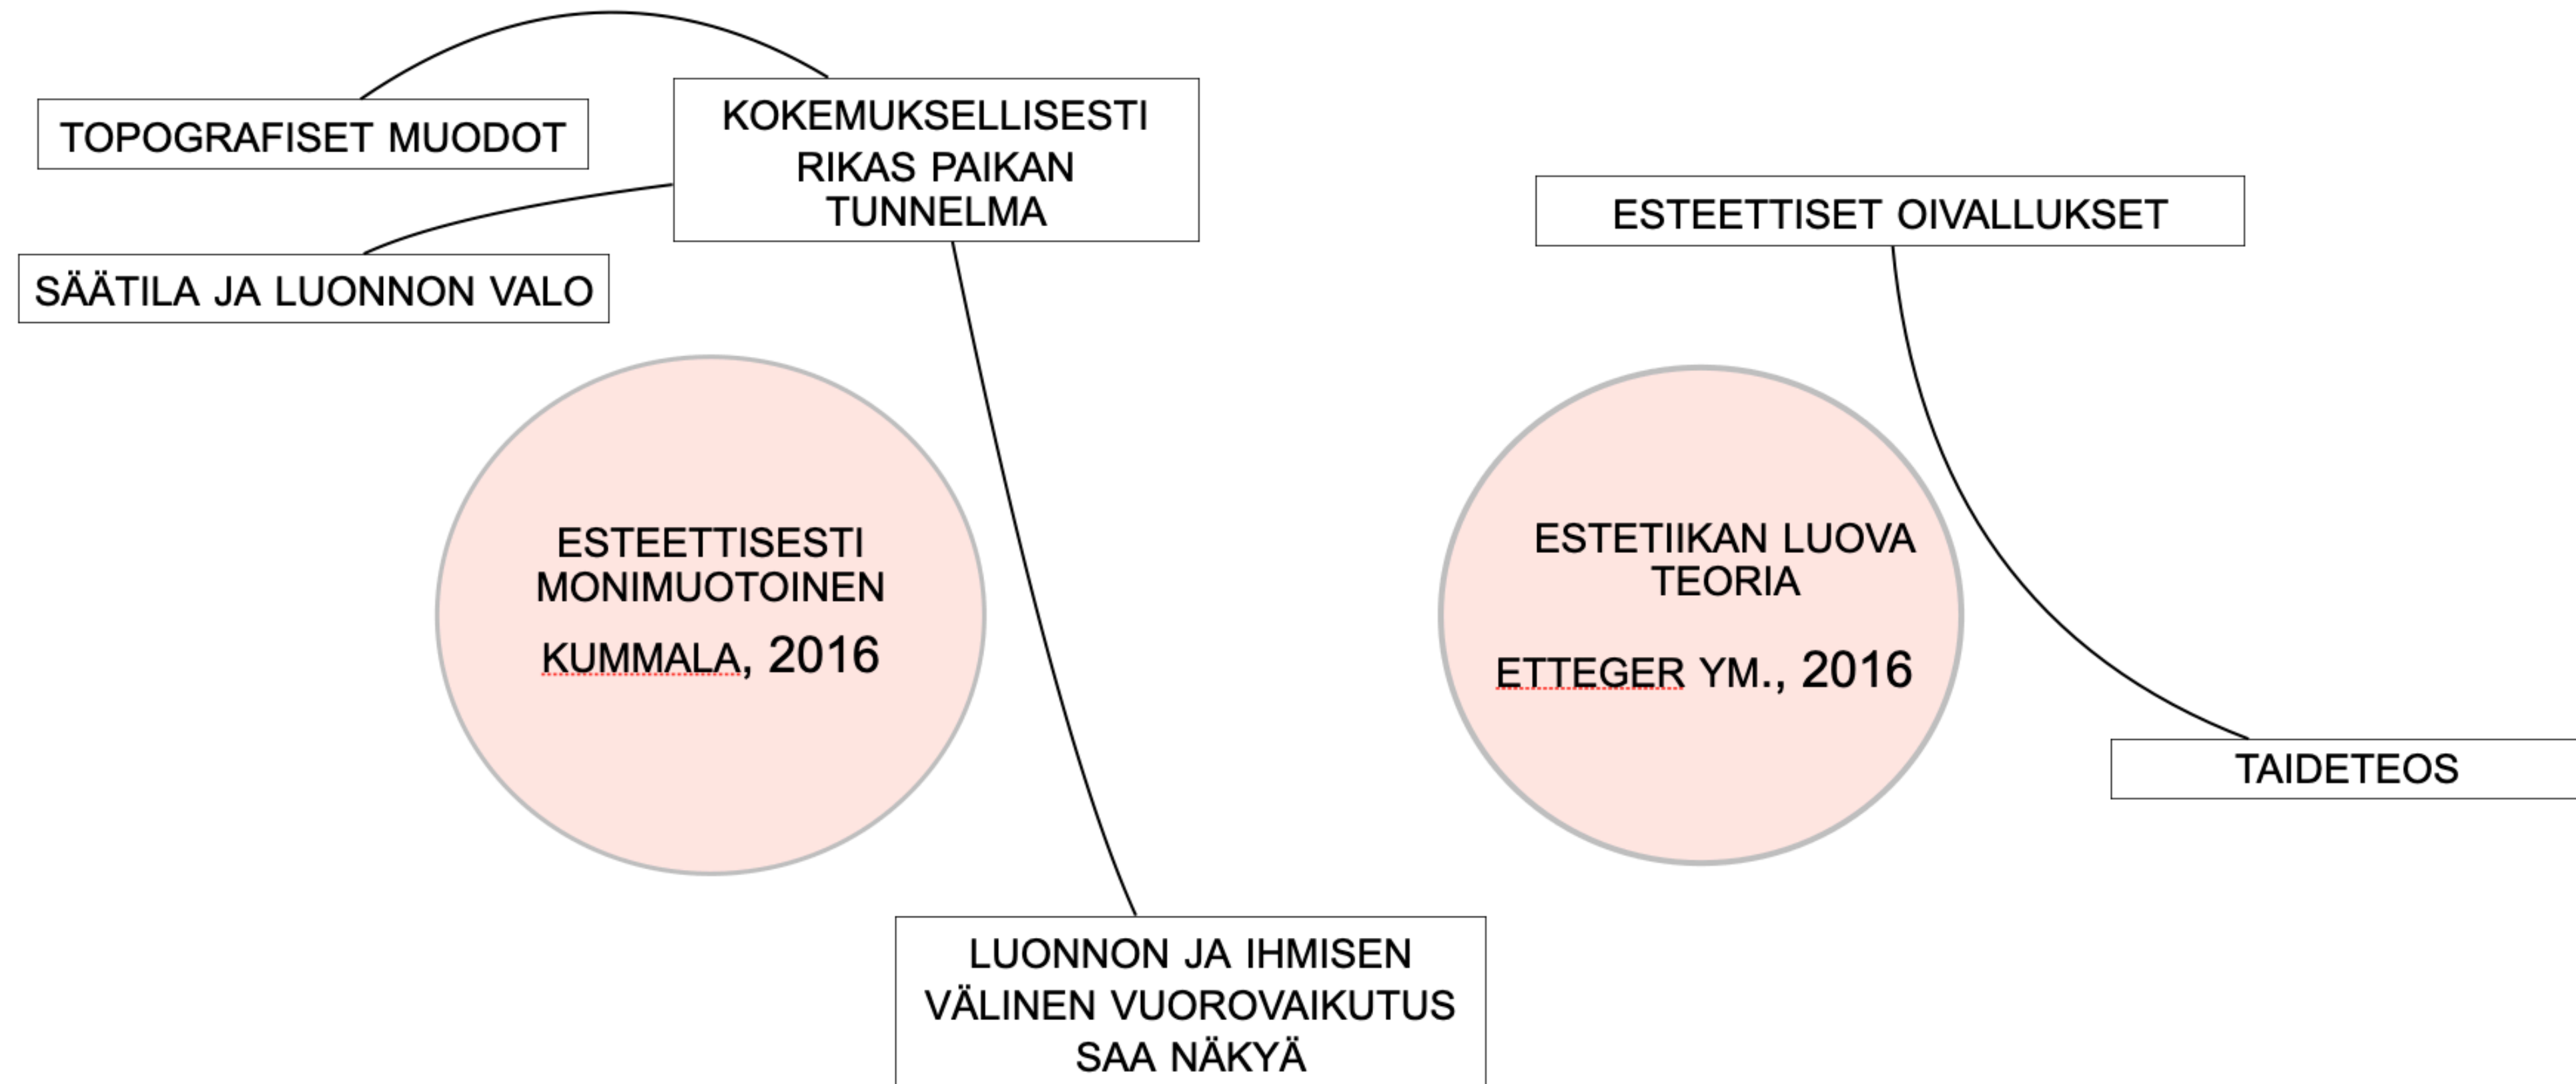 TOPOGRAFISET MUODOT
KOKEMUKSELLISESTI
RIKAS PAIKAN
TUNNELMA
SÄÄTILA JA LUONNON VALO
ESTEETTISET OIVALLUKSET
ESTEETTISESTI
MONIMUOTOINEN
KUMMALA, 2016
ESTETIIKAN LUOVA
TEORIA
ETTEGER YM., 2016
TAIDETEOS
LUONNON JA IHMISEN
VÄLINEN VUOROVAIKUTUS
SAA NÄKYÄ